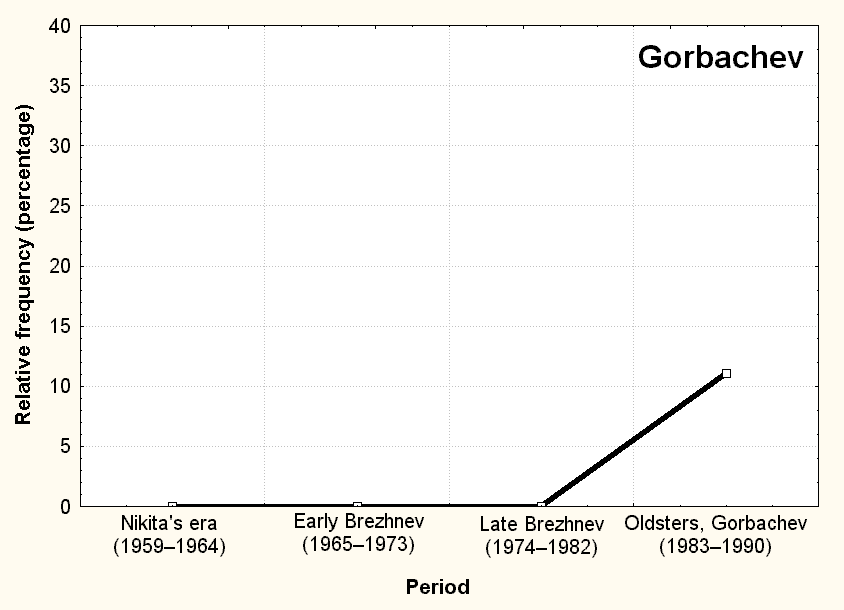 Gorbachev
Relative frequency (percentage)
40
35
30
25
20
15
10
5
0
Nikita's era
(1959–1964)
Early Brezhnev
(1965–1973)
Late Brezhnev
(1974–1982)
Oldsters, Gorbachev
(1983–1990)
Period